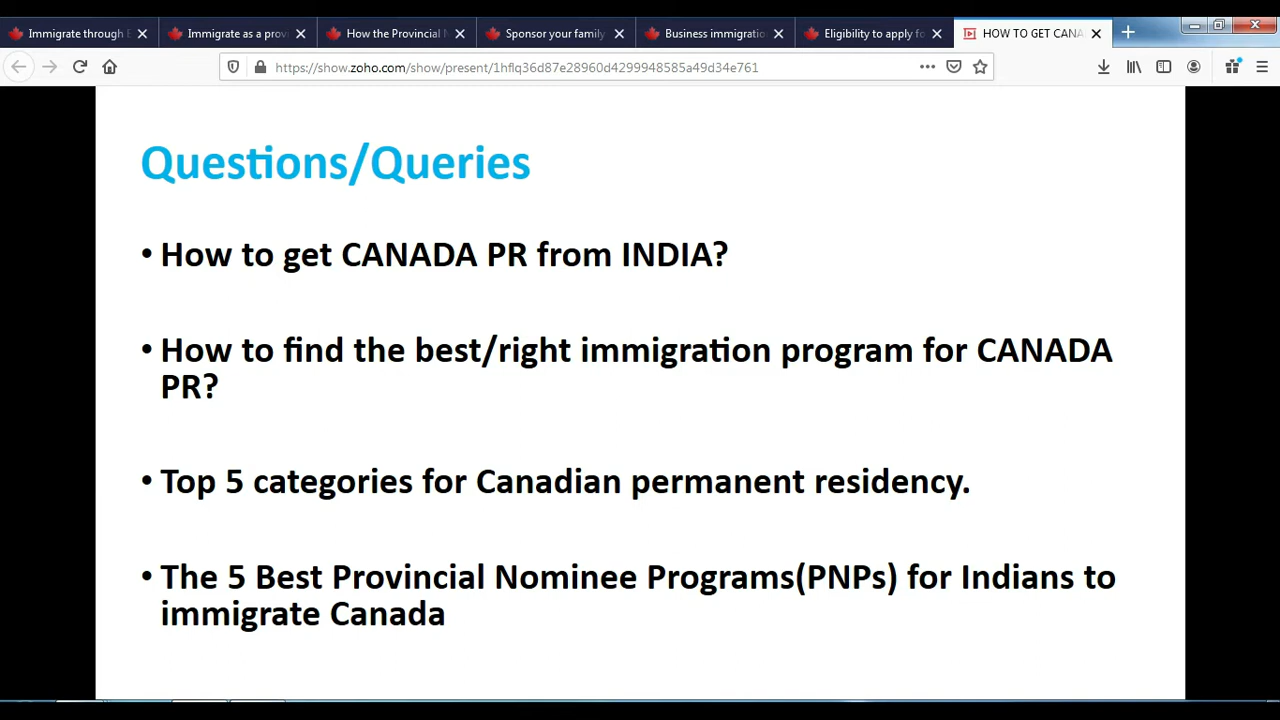 Immigrate through E
Immigrate as a provi
How the Provincial N
Sponsor your family
Business immigratio
Eligibility to apply fo
HOW TO GET CANA
https://show.zoho.com/show/present/1hflq36d87e28960d4299948585a49d34e761
Questions/Queries
• How to get CANADA PR from INDIA?
• How to find the best/right immigration program for CANADA
PR?
• Top 5 categories for Canadian permanent residency.
• The 5 Best Provincial Nominee Programs(PNPs) for Indians to
immigrate Canada